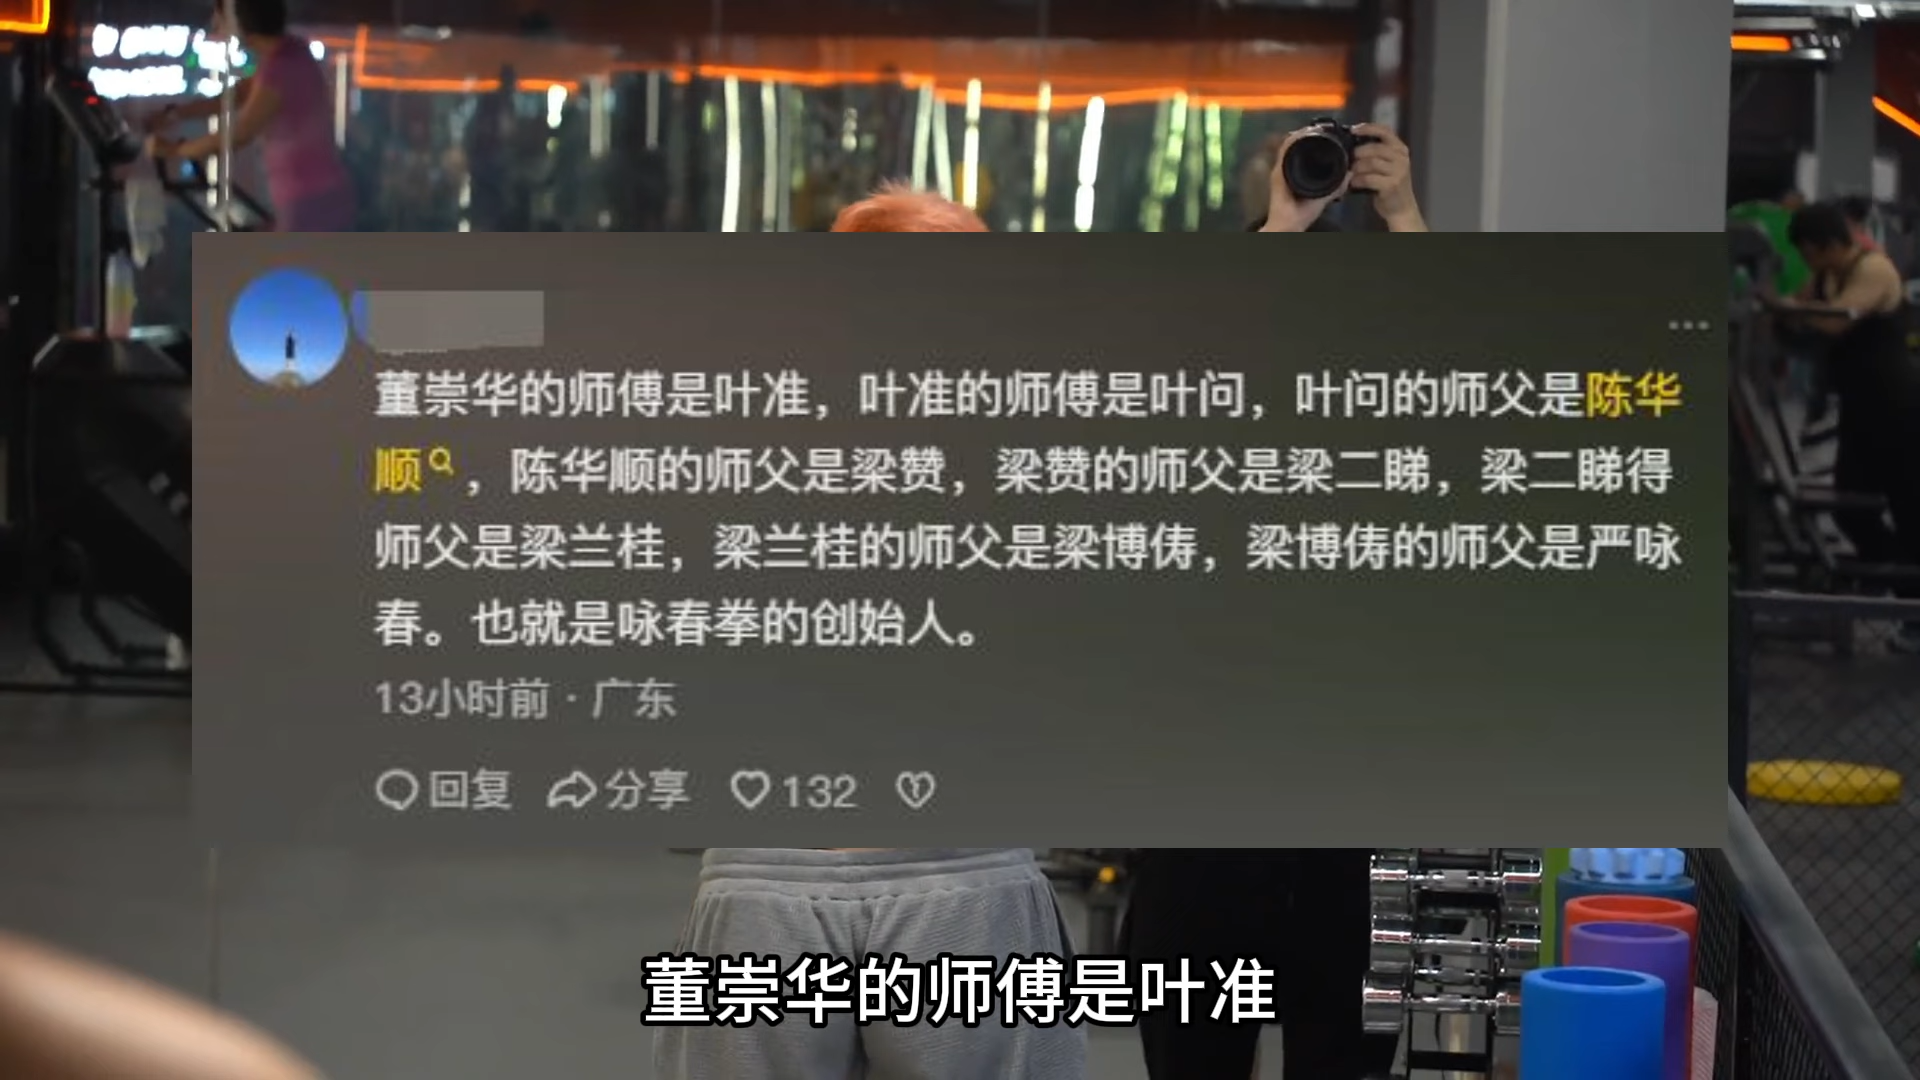 董崇华的师傅是叶准，叶准的师傅是叶问，叶问的师父是陈华
顺，陈华顺的师父是梁赞，梁赞的师父是梁二睇，梁二睇得
师父是梁兰桂，梁兰桂的师父是梁博俦，梁博俦的师父是严咏
春。也就是咏春拳的创始人。
13小时前·广东
回复 分享 132
董崇华的师傅是叶准